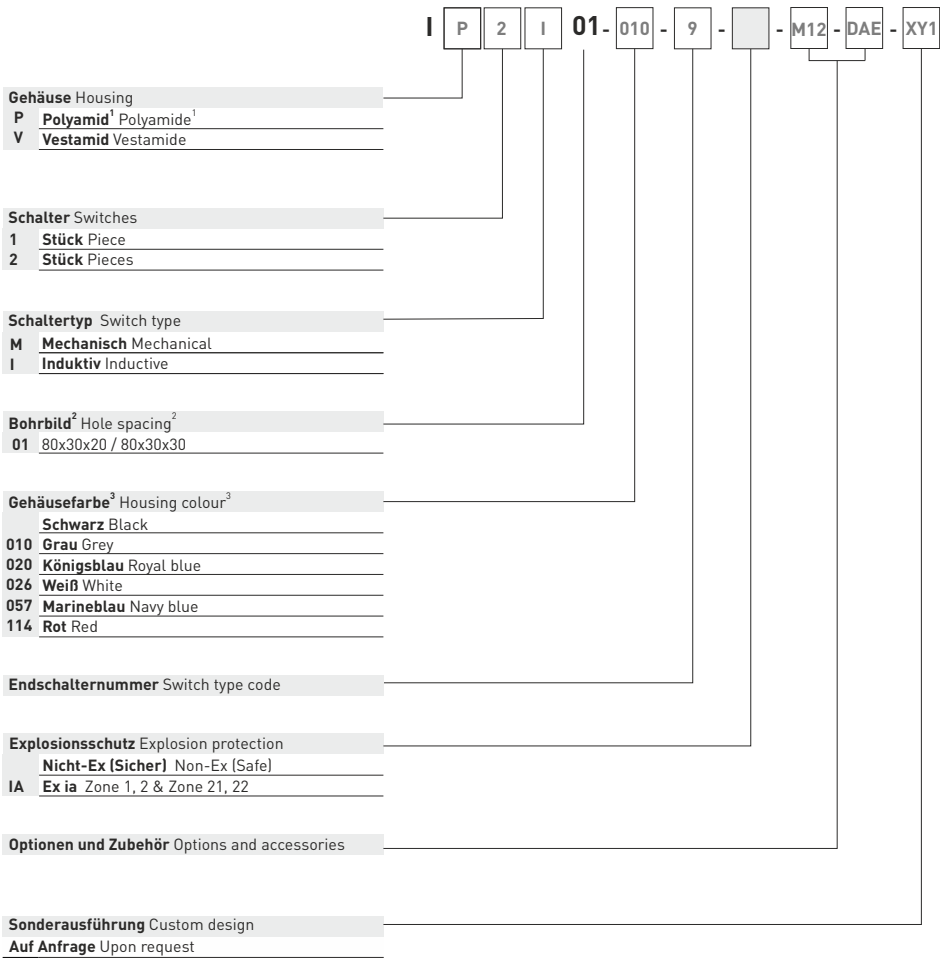 I P 2 I 01 - 010 - 9 - - M12 - DAE - XY1
Gehäuse Housing
P Polyamid¹ Polyamide¹
V Vestamid Vestamide
Schalter Switches
1 Stück Piece
2 Stück Pieces
Schaltertyp Switch type
M Mechanisch Mechanical
I Induktiv Inductive
Bohrbild² Hole spacing²
01 80x30x20 / 80x30x30
Gehäusefarbe³ Housing colour³
Schwarz Black
010 Grau Grey
020 Königsblau Royal blue
026 Weiß White
057 Marineblau Navy blue
114 Rot Red
Endschalternummer Switch type code
Explosionsschutz Explosion protection
Nicht-Ex (Sicher) Non-Ex (Safe)
IA Ex ia Zone 1, 2 & Zone 21, 22
Optionen und Zubehör Options and accessories
Sonderausführung Custom design
Auf Anfrage Upon request